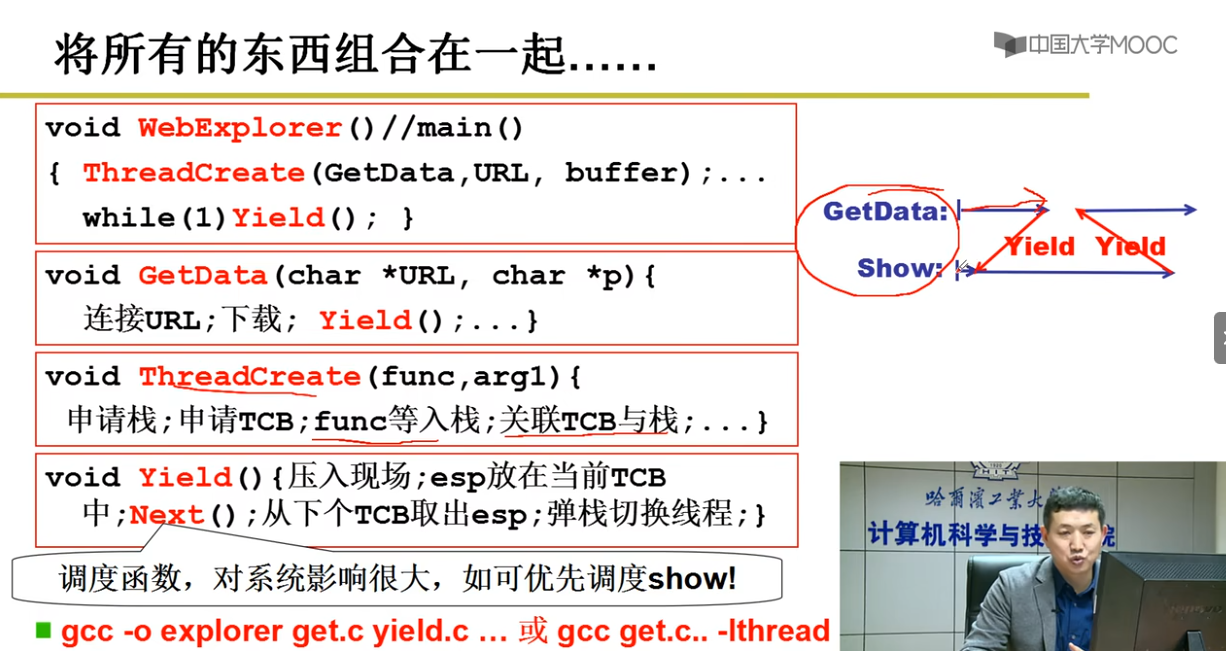 将所有的东西组合在一起……
中国大学MOOC
void WebExplorer()//main()
{ ThreadCreate(GetData,URL, buffer);...
while(1)Yield(); }
void GetData(char *URL, char *p){
连接URL;下载; Yield();...}
void ThreadCreate(func,arg1){
申请栈;申请TCB;func等入栈;关联TCB与栈;...}
void Yield(){压入现场;esp放在当前TCB
中;Next();从下个TCB取出esp;弹栈切换线程;}
调度函数，对系统影响很大，如可优先调度show!
gcc -o explorer get.c yield.c … 或 gcc get.c.. -lthread
GetData:
Yield Yield
Show:
哈尔滨工业大
计算机科学与技 院